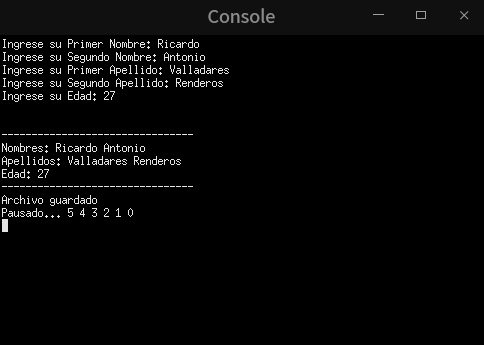 Console
Ingrese su Primer Nombre: Ricardo
Ingrese su Segundo Nombre: Antonio
Ingrese su Primer Apellido: Valladares
Ingrese su Segundo Apellido: Renderos
Ingrese su Edad: 27
--------------------------------
Nombres: Ricardo Antonio
Apellidos: Valladares Renderos
Edad: 27
--------------------------------
Archivo guardado
Pausado... 5 4 3 2 1 0